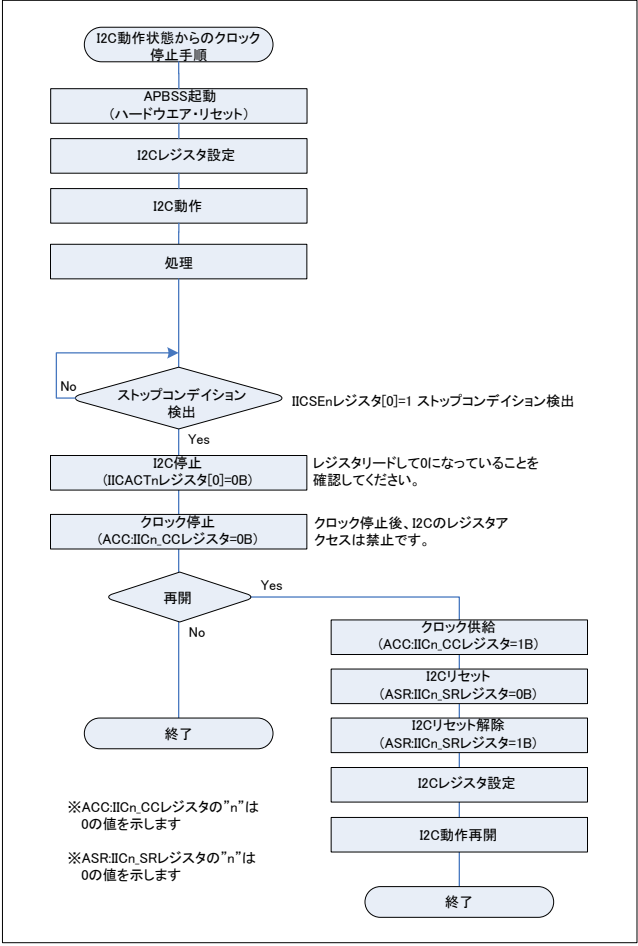 I2C動作状態からのクロック
停止手順
APBSS起動
（ハードウエア・リセット）
I2Cレジスタ設定
I2C動作
処理
No
ストップコンデイション
検出
IICSEnレジスタ[0]=1 ストップコンデイション検出
Yes
I2C停止
（IICACTnレジスタ[0]=0B）
レジスタリードして0になっていることを
確認してください。
クロック停止
（ACC:IICn_CCレジスタ=0B）
クロック停止後、I2Cのレジスタア
クセスは禁止です。
再開
Yes
No
クロック供給
（ACC:IICn_CCレジスタ=1B）
I2Cリセット
（ASR:IICn_SRレジスタ=0B）
I2Cリセット解除
（ASR:IICn_SRレジスタ=1B）
I2Cレジスタ設定
I2C動作再開
終了
終了
※ACC:IICn_CCレジスタの”n”は
0の値を示します
※ASR:IICn_SRレジスタの”n”は
0の値を示します